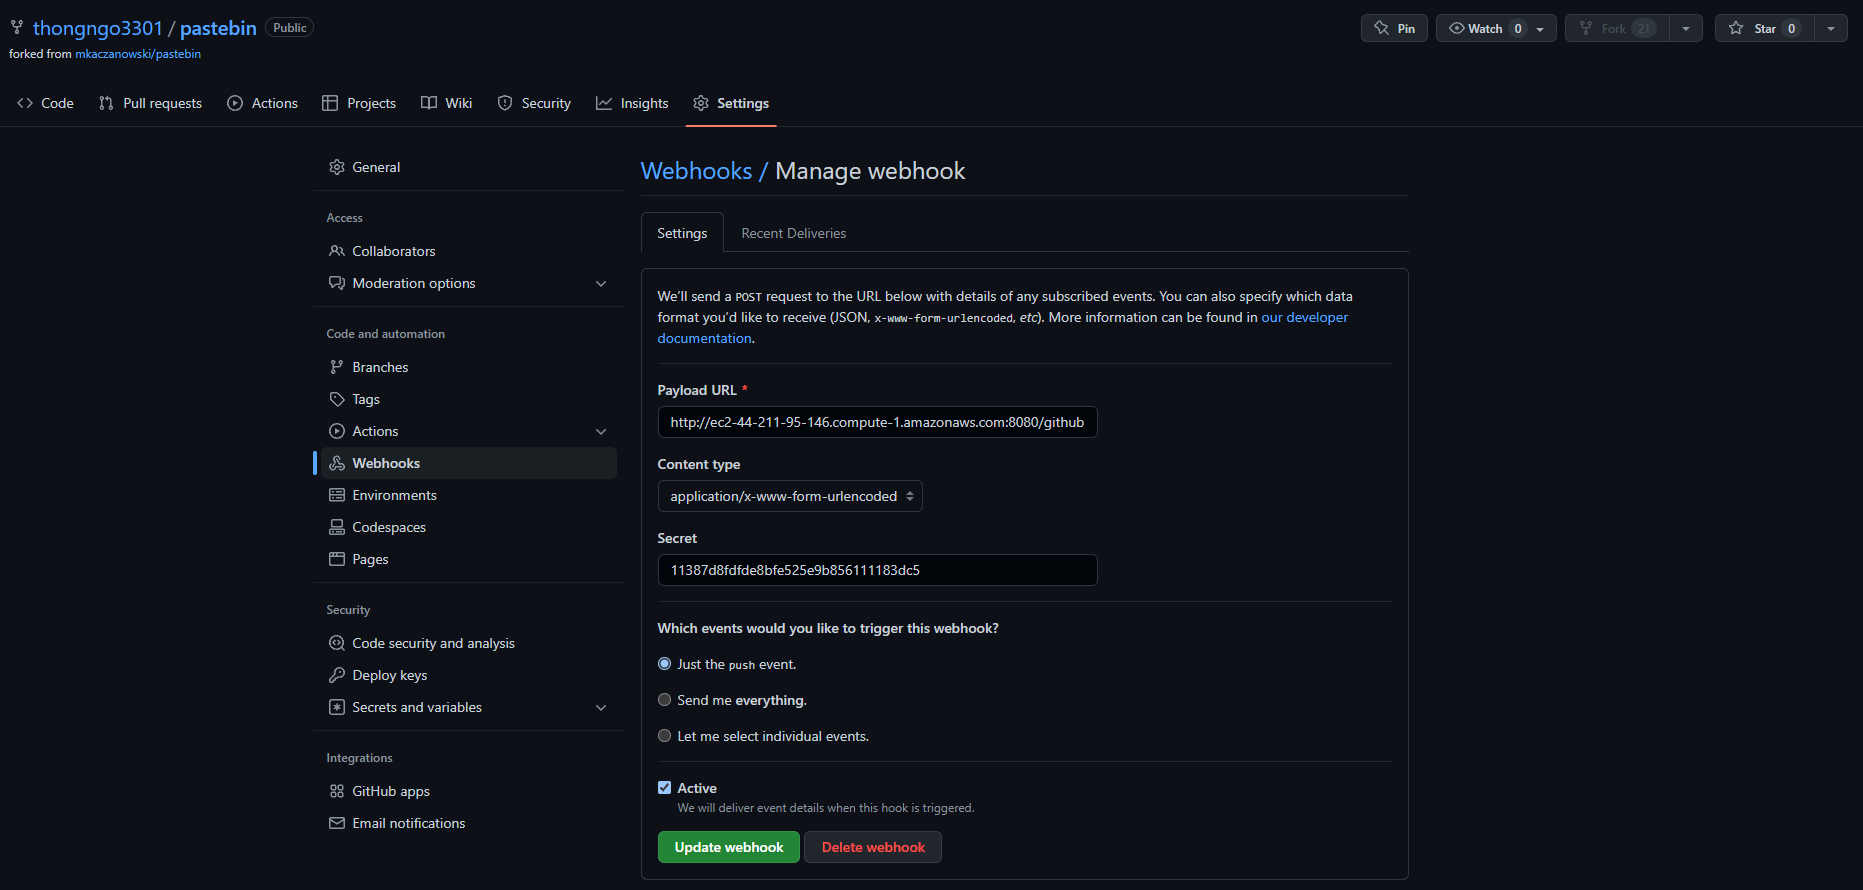 thongngo3301 / pastebin Public
forked from mkaczanowski/pastebin
Pin
Watch 0
Fork 21
Star 0
Code
Pull requests
Actions
Projects
Wiki
Security
Insights
Settings
General
Access
Collaborators
Moderation options
Code and automation
Branches
Tags
Actions
Webhooks
Environments
Codespaces
Pages
Security
Code security and analysis
Deploy keys
Secrets and variables
Integrations
GitHub apps
Email notifications
Webhooks / Manage webhook
Settings
Recent Deliveries
We'll send a POST request to the URL below with details of any subscribed events. You can also specify which data
format you'd like to receive (JSON, x-www-form-urlencoded, etc). More information can be found in our developer
documentation.
Payload URL *
http://ec2-44-211-95-146.compute-1.amazonaws.com:8080/github
Content type
application/x-www-form-urlencoded
Secret
11387d8fdfde8bfe525e9b856111183dc5
Which events would you like to trigger this webhook?
Just the push event.
Send me everything.
Let me select individual events.
Active
We will deliver event details when this hook is triggered.
Update webhook
Delete webhook